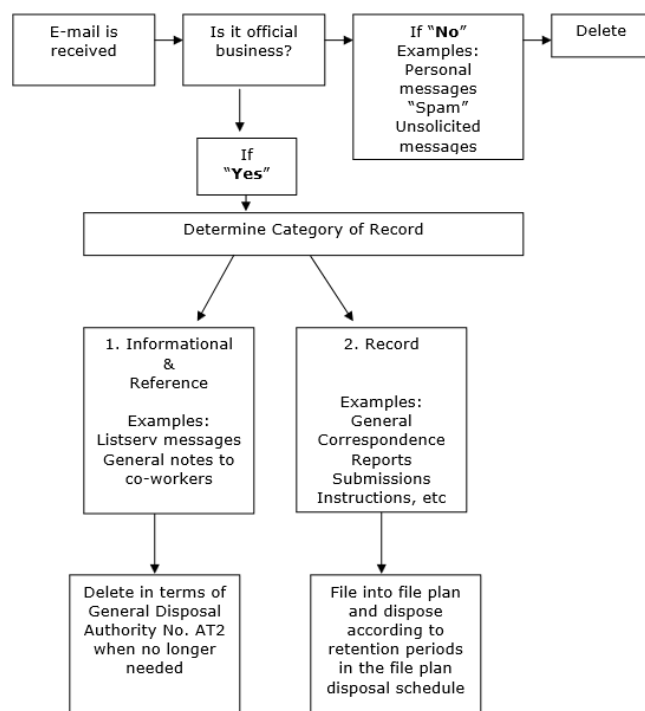 E-mail is
received
Is it official
business?
If “No”
Examples:
Personal
messages
“Spam”
Unsolicited
messages
Delete
If
“Yes”
Determine Category of Record
1. Informational
&
Reference
Examples:
Listserv messages
General notes to
co-workers
2. Record
Examples:
General
Correspondence
Reports
Submissions
Instructions, etc
Delete in terms of
General Disposal
Authority No. AT2
when no longer
needed
File into file plan
and dispose
according to
retention periods
in the file plan
disposal schedule